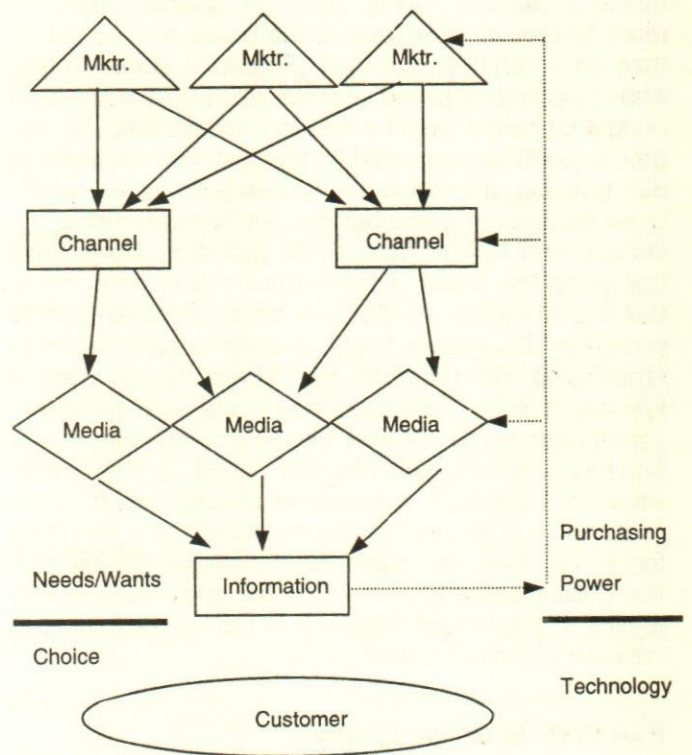 Mktr.
Mktr.
Mktr.
Channel
Channel
Media
Media
Media
Purchasing
Needs/Wants
Information
Power
Choice
Technology
Customer